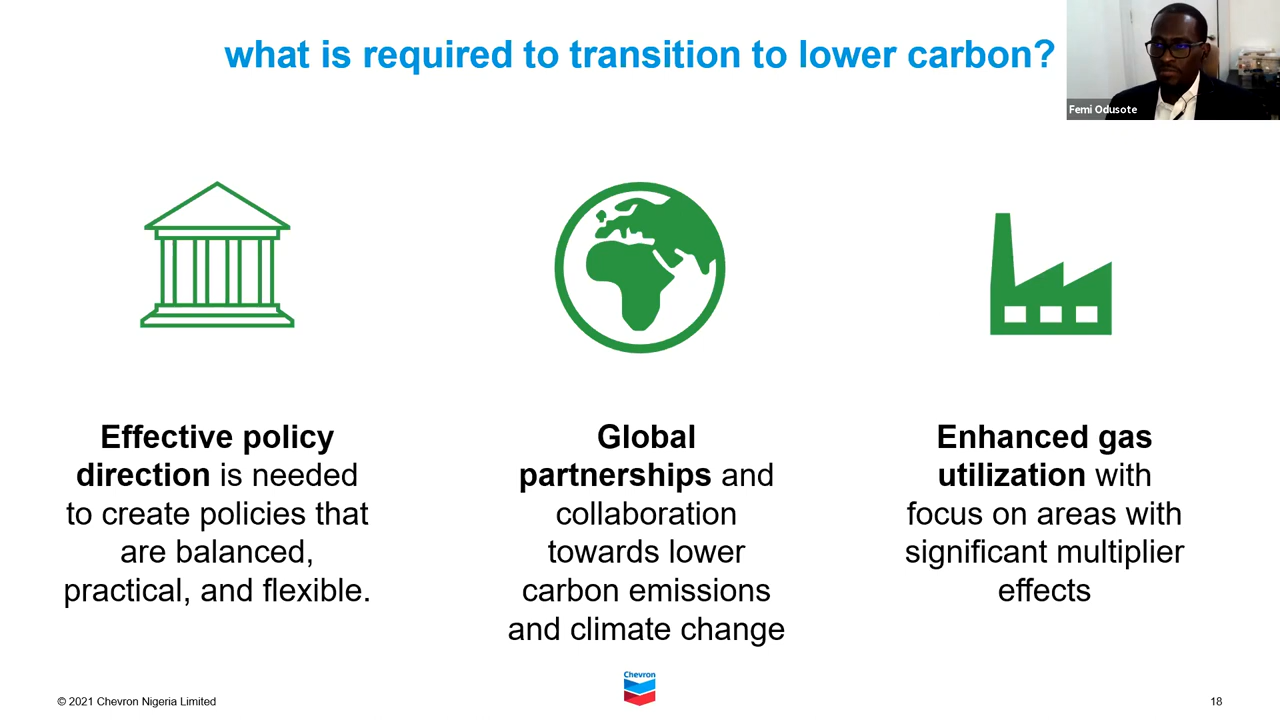 what is required to transition to lower carbon?
Femi Odusote
Effective policy
direction is needed
to create policies that
are balanced,
practical, and flexible.
Global
partnerships and
collaboration
towards lower
carbon emissions
and climate change
Enhanced gas
utilization with
focus on areas with
significant multiplier
effects
© 2021 Chevron Nigeria Limited
Chevron
18